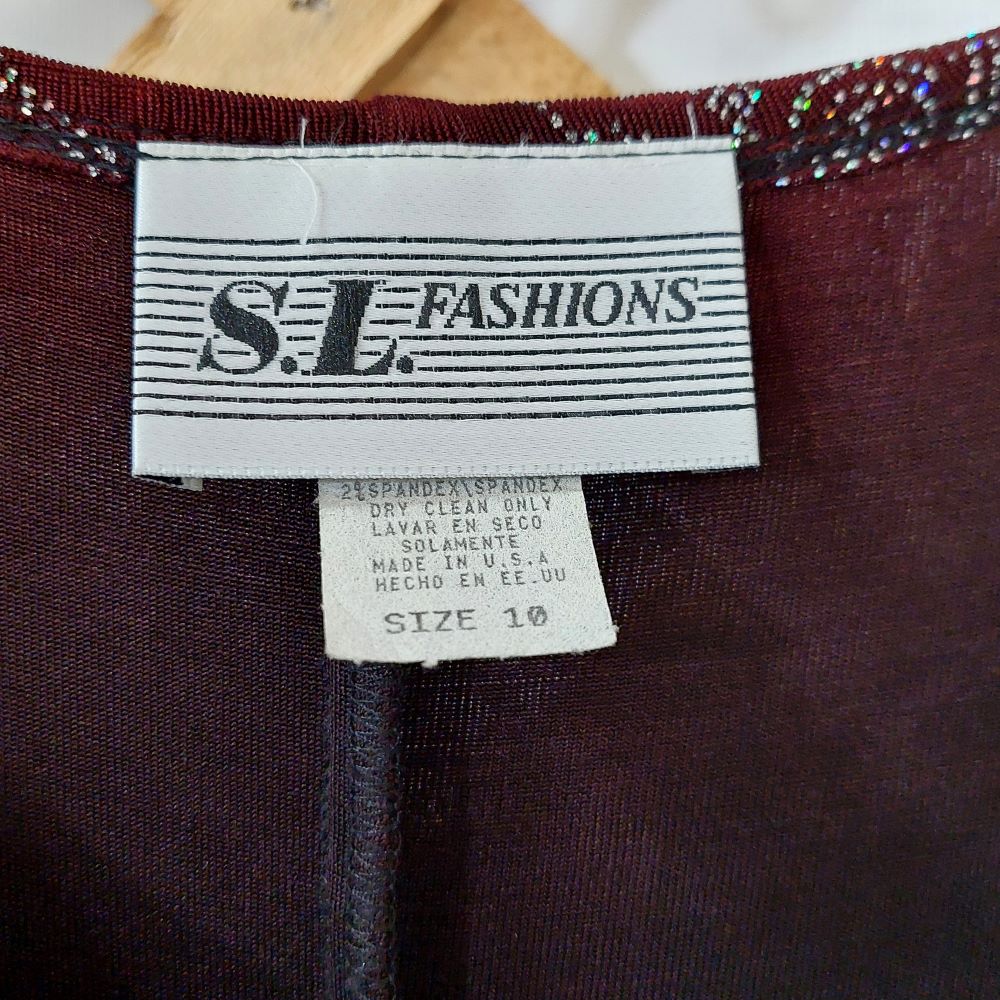 S.L. FASHIONS
2% SPANDEX\SPANDEX
DRY CLEAN ONLY
LAVAR EN SECO
SOLAMENTE
MADE IN U.S.A
HECHO EN EE.UU
SIZE 10